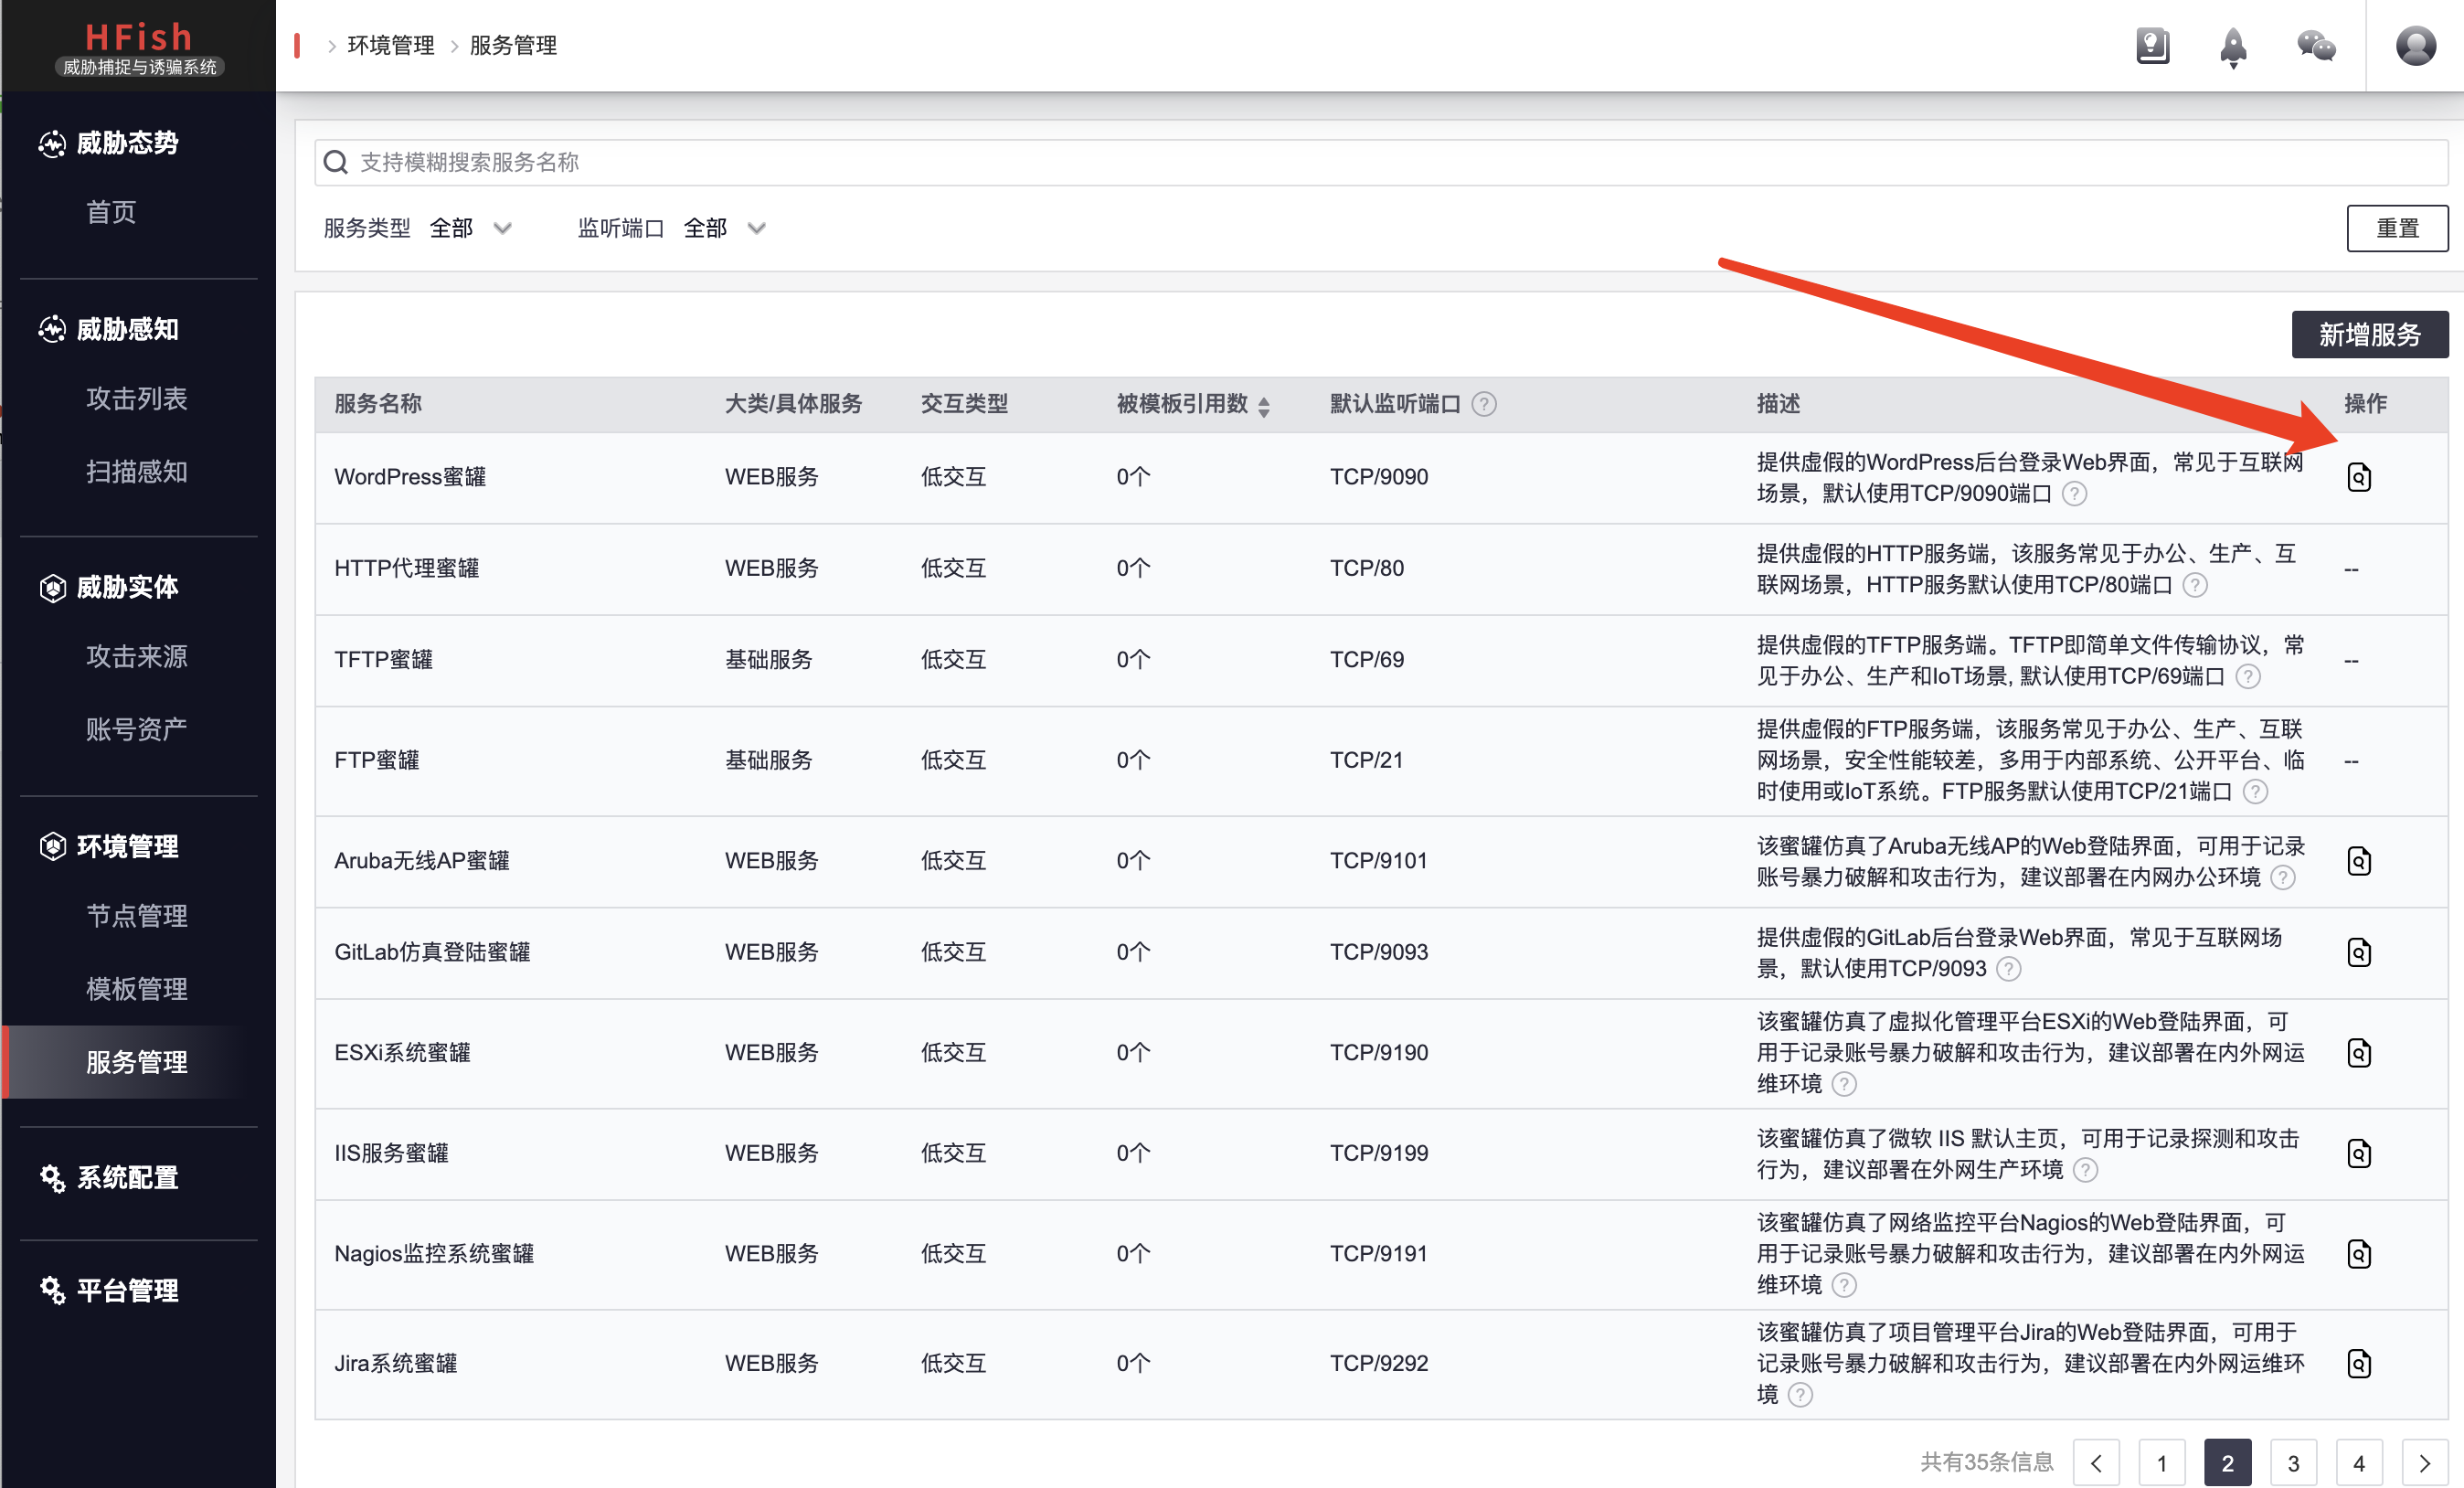 HFish
威胁捕捉与诱骗系统
环境管理
服务管理
威胁态势
首页
威胁感知
攻击列表
扫描感知
威胁实体
攻击来源
账号资产
环境管理
节点管理
模板管理
服务管理
系统配置
平台管理
支持模糊搜索服务名称
服务类型 全部 监听端口 全部 重置
新增服务
服务名称 大类/具体服务 交互类型 被模板引用数 默认监听端口 ? 描述 操作
WordPress蜜罐 WEB服务 低交互 0个 TCP/9090
提供虚假的WordPress后台登录Web界面，常见于互联网
场景，默认使用TCP/9090端口 ?
HTTP代理蜜罐 WEB服务 低交互 0个 TCP/80
提供虚假的HTTP服务端，该服务常见于办公、生产、互
联网场景，HTTP服务默认使用TCP/80端口 ?
--
TFTP蜜罐 基础服务 低交互 0个 TCP/69
提供虚假的TFTP服务端。TFTP即简单文件传输协议，常
见于办公、生产和IoT场景, 默认使用TCP/69端口 ?
--
FTP蜜罐 基础服务 低交互 0个 TCP/21
提供虚假的FTP服务端，该服务常见于办公、生产、互联
网场景，安全性能较差，多用于内部系统、公开平台、临
时使用或IoT系统。FTP服务默认使用TCP/21端口 ?
--
Aruba无线AP蜜罐 WEB服务 低交互 0个 TCP/9101
该蜜罐仿真了Aruba无线AP的Web登陆界面，可用于记录
账号暴力破解和攻击行为，建议部署在内网办公环境 ?
GitLab仿真登陆蜜罐 WEB服务 低交互 0个 TCP/9093
提供虚假的GitLab后台登录Web界面，常见于互联网场
景，默认使用TCP/9093 ?
ESXi系统蜜罐 WEB服务 低交互 0个 TCP/9190
该蜜罐仿真了虚拟化管理平台ESXi的Web登陆界面，可
用于记录账号暴力破解和攻击行为，建议部署在内外网运
维环境 ?
IIS服务蜜罐 WEB服务 低交互 0个 TCP/9199
该蜜罐仿真了微软 IIS 默认主页，可用于记录探测和攻击
行为，建议部署在外网生产环境 ?
Nagios监控系统蜜罐 WEB服务 低交互 0个 TCP/9191
该蜜罐仿真了网络监控平台Nagios的Web登陆界面，可
用于记录账号暴力破解和攻击行为，建议部署在内外网运
维环境 ?
Jira系统蜜罐 WEB服务 低交互 0个 TCP/9292
该蜜罐仿真了项目管理平台Jira的Web登陆界面，可用于
记录账号暴力破解和攻击行为，建议部署在内外网运维环
境 ?
共有35条信息 1 2 3 4